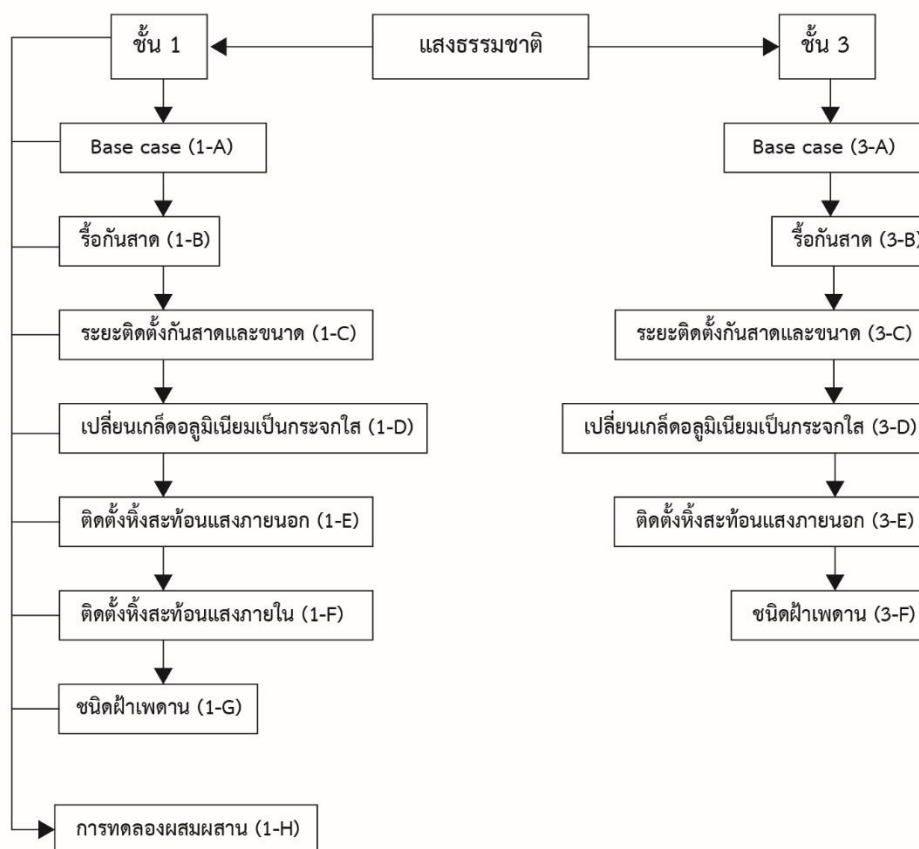 ชั้น 1
แสงธรรมชาติ
ชั้น 3
Base case (1-A)
Base case (3-A)
รื้อกันสาด (1-B)
รื้อกันสาด (3-B)
ระยะติดตั้งกันสาดและขนาด (1-C)
ระยะติดตั้งกันสาดและขนาด (3-C)
เปลี่ยนเกล็ดอลูมิเนียมเป็นกระจกใส (1-D)
เปลี่ยนเกล็ดอลูมิเนียมเป็นกระจกใส (3-D)
ติดตั้งหิ้งสะท้อนแสงภายนอก (1-E)
ติดตั้งหิ้งสะท้อนแสงภายนอก (3-E)
ติดตั้งหิ้งสะท้อนแสงภายใน (1-F)
ชนิดฝ้าเพดาน (3-F)
ชนิดฝ้าเพดาน (1-G)
การทดลองผสมผสาน (1-H)